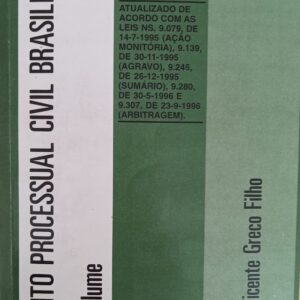 ITO PROCESSUAL CIVIL BRASILEI
lume
ATUALIZADO DE
ACORDO COM AS
LEIS NS. 9.079, DE
14-7-1995 (AÇÃO
MONITÓRIA), 9.139,
DE 30-11-1995
(AGRAVO), 9.245,
DE 26-12-1995
(SUMÁRIO), 9.280,
DE 30-5-1996 E
9.307, DE 23-9-1996
(ARBITRAGEM).
icente Greco Filho